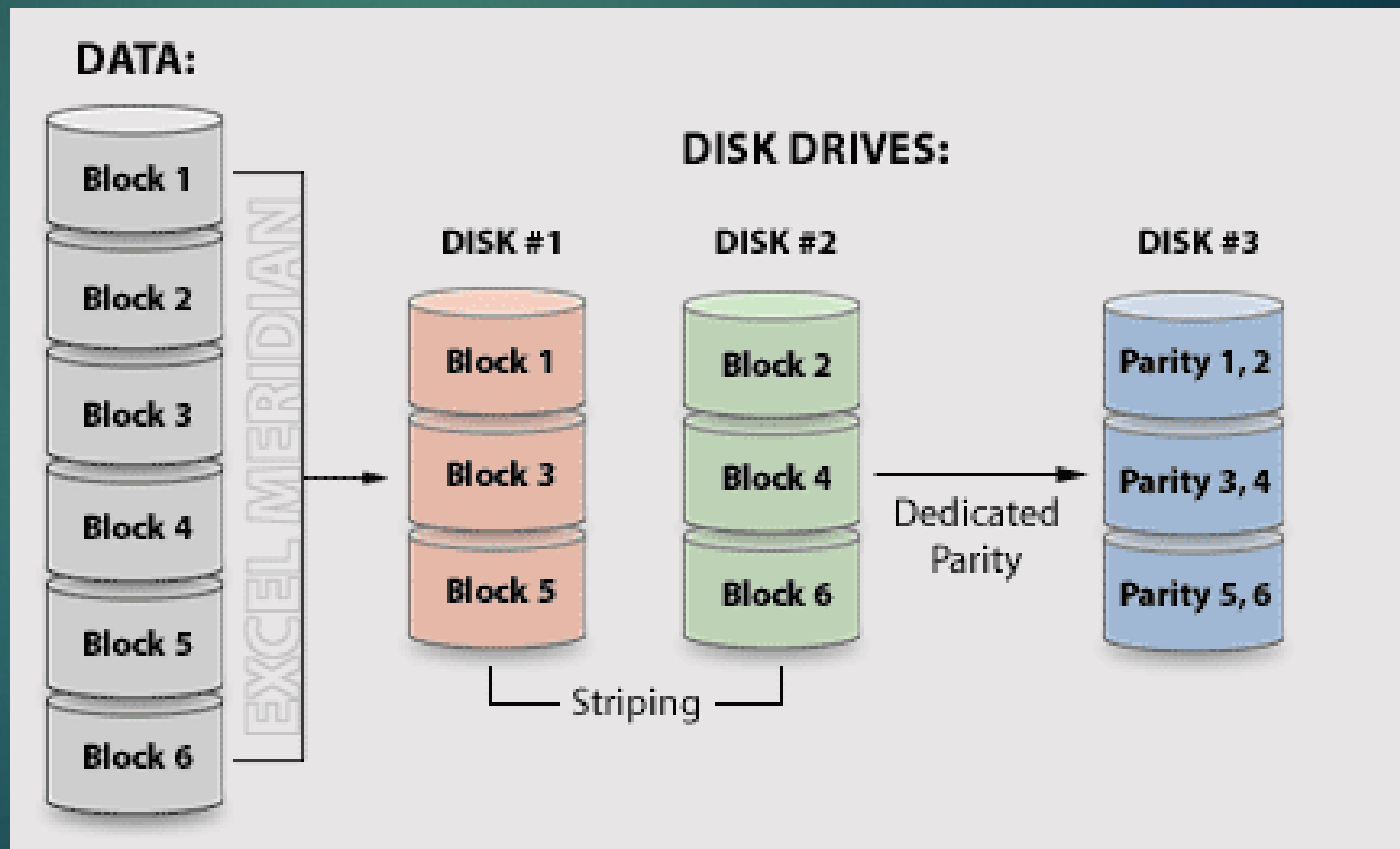 DATA:
Block 1
Block 2
Block 3
Block 4
Block 5
Block 6
EXCEL MERIDIAN
DISK DRIVES:
DISK #1
Block 1
Block 3
Block 5
DISK #2
Block 2
Block 4
Block 6
Striping
Dedicated
Parity
DISK #3
Parity 1, 2
Parity 3, 4
Parity 5, 6